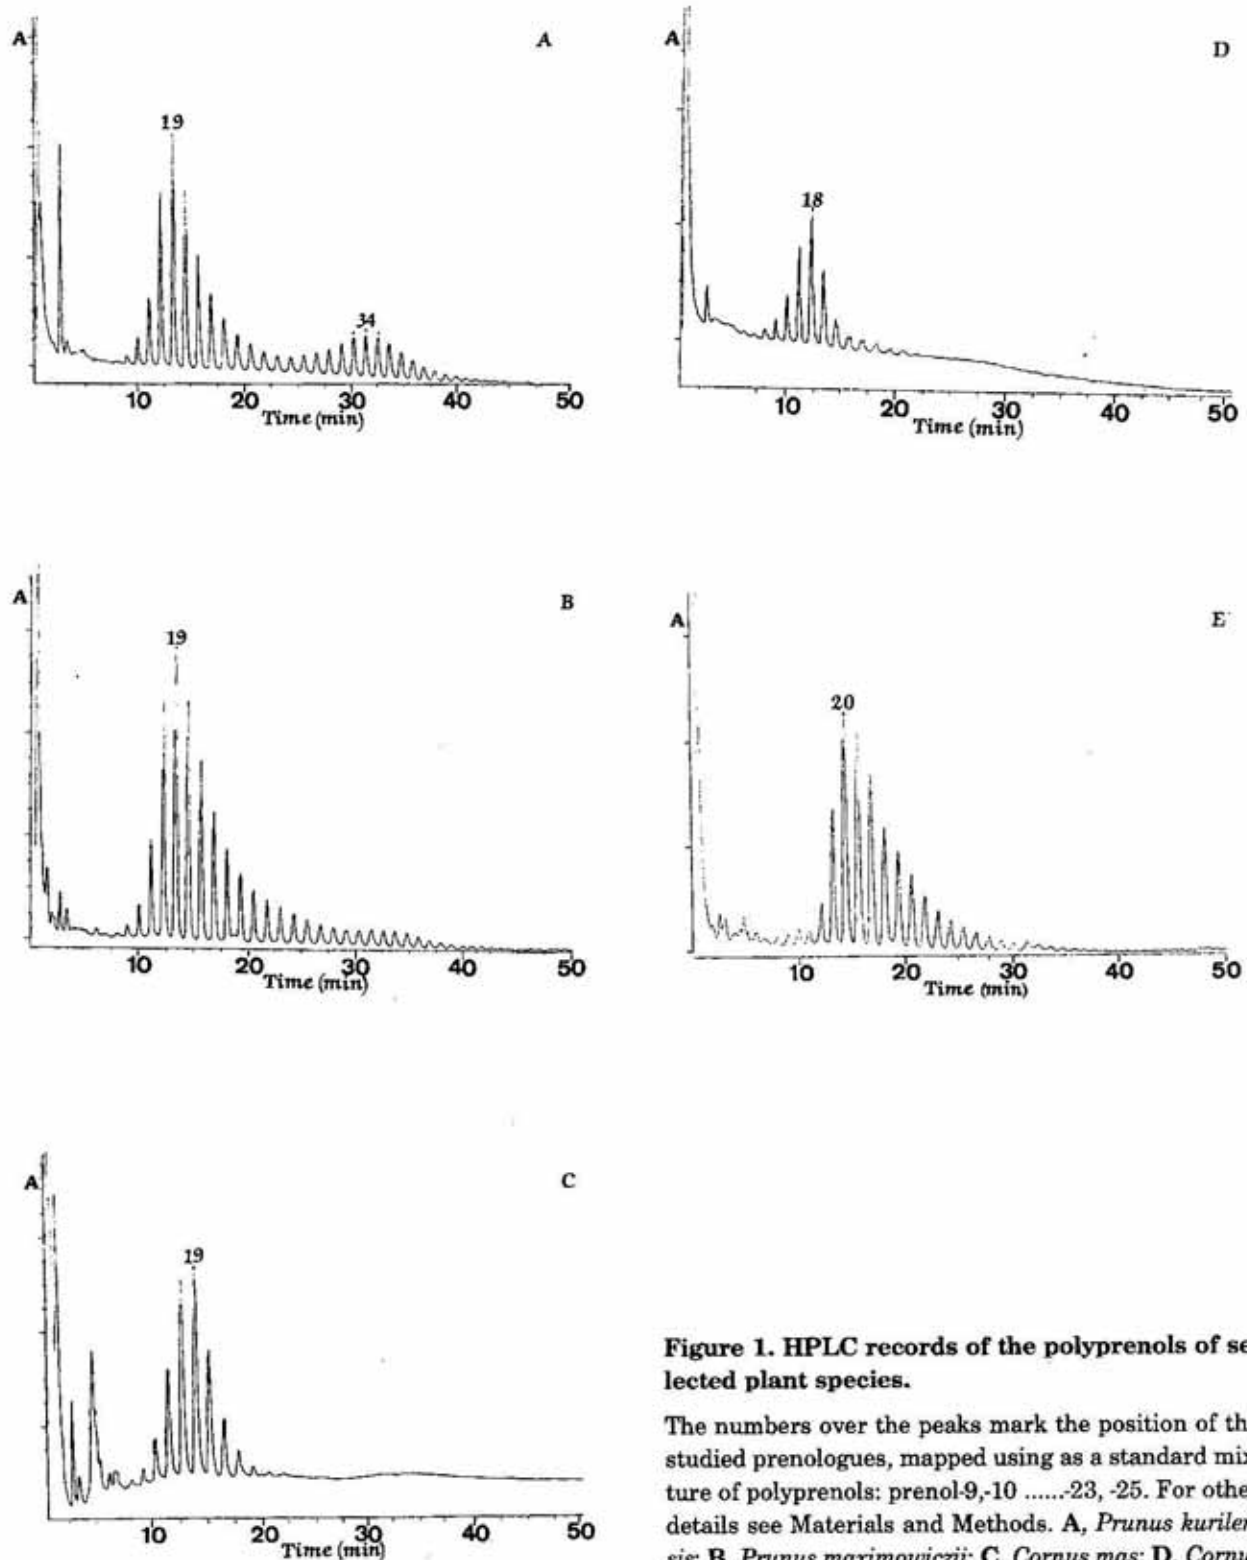 A
A
19
34
10 20 30 40 50
Time (min)
A
D
18
10 20 30 40 50
Time (min)
A
B
19
10 20 30 40 50
Time (min)
A
E
20
10 20 30 40 50
Time (min)
A
C
19
10 20 30 40 50
Time (min)
Figure 1. HPLC records of the polyprenols of se
lected plant species.
The numbers over the peaks mark the position of th
studied prenologues, mapped using as a standard mix
ture of polyprenols: prenol-9,-10 ......-23, -25. For othe
details see Materials and Methods. A, Prunus kurilen
sis; B, Prunus maximowiczii; C, Cornus mas; D, Cornu